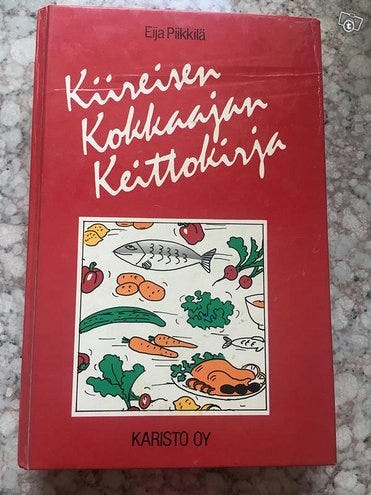 Eija Piikkilä
Kiireisen
Kokkaajan
Keittokirja
KARISTO OY